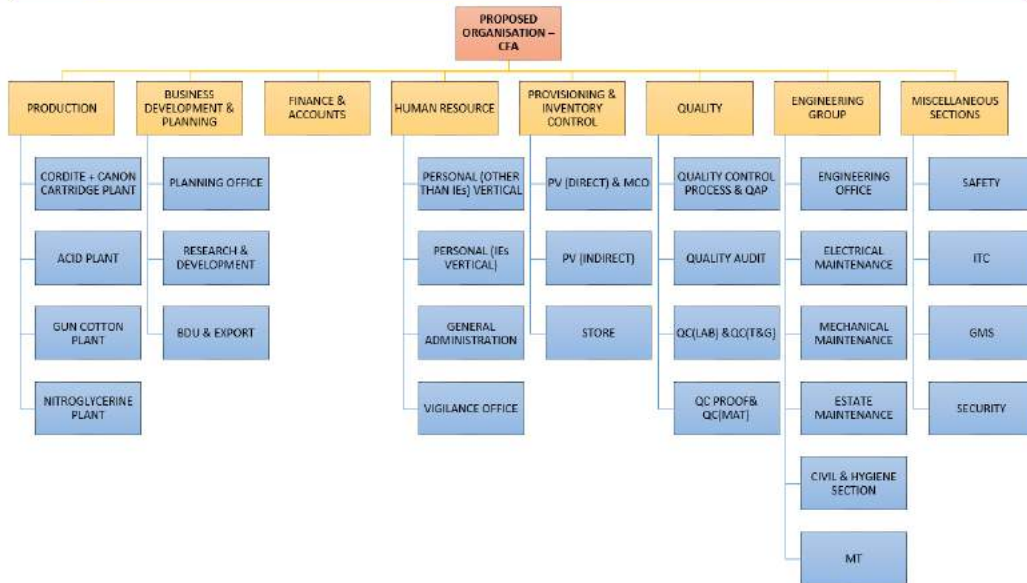 PROPOSED
ORGANISATION –
CFA
PRODUCTION
BUSINESS
DEVELOPMENT &
PLANNING
FINANCE &
ACCOUNTS
HUMAN RESOURCE
PROVISIONING &
INVENTORY
CONTROL
QUALITY
ENGINEERING
GROUP
MISCELLANEOUS
SECTIONS
CORDITE + CANON
CARTRIDGE PLANT
ACID PLANT
GUN COTTON
PLANT
NITROGLYCERINE
PLANT
PLANNING OFFICE
RESEARCH &
DEVELOPMENT
BDU & EXPORT
PERSONAL (OTHER
THAN IEs) VERTICAL
PERSONAL (IEs
VERTICAL)
GENERAL
ADMINISTRATION
VIGILANCE OFFICE
PV (DIRECT) & MCO
PV (INDIRECT)
STORE
QUALITY CONTROL
PROCESS & QAP
QUALITY AUDIT
QC(LAB) &QC(T&G)
QC PROOF&
QC(MAT)
ENGINEERING
OFFICE
ELECTRICAL
MAINTENANCE
MECHANICAL
MAINTENANCE
ESTATE
MAINTENANCE
CIVIL & HYGIENE
SECTION
MT
SAFETY
ITC
GMS
SECURITY